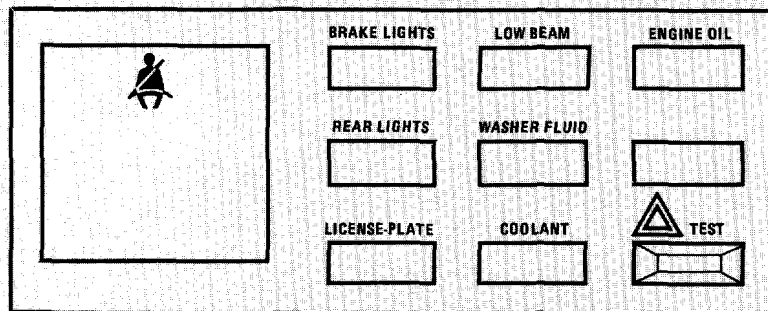 BRAKE LIGHTS LOW BEAM ENGINE OIL
REAR LIGHTS WASHER FLUID
LICENSE-PLATE COOLANT TEST